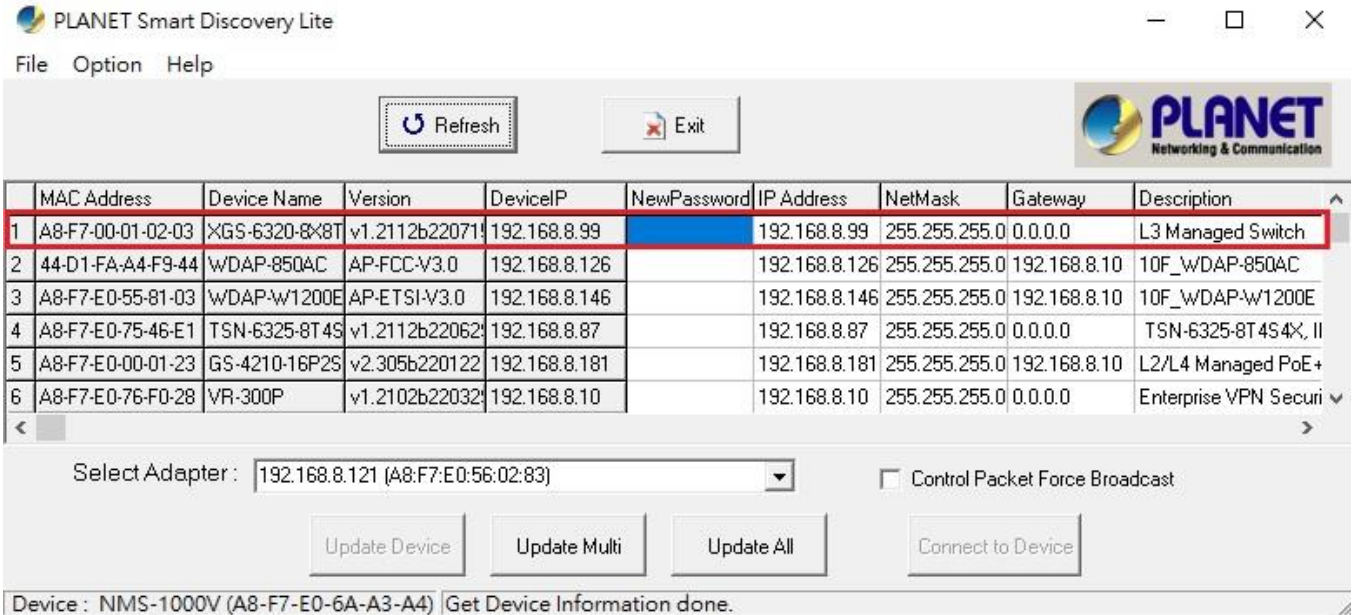 PLANET Smart Discovery Lite
File Option Help
Refresh Exit
PLANET
Networking & Communication
MAC Address Device Name Version DeviceIP NewPassword IP Address NetMask Gateway Description
1 A8-F7-00-01-02-03 XGS-6320-8X8T v1.2112b22071 192.168.8.99 192.168.8.99 255.255.255.0 0.0.0.0 L3 Managed Switch
2 44-D1-FA-A4-F9-44 WDAP-850AC AP-FCC-V3.0 192.168.8.126 192.168.8.126 255.255.255.0 192.168.8.10 10F_WDAP-850AC
3 A8-F7-E0-55-81-03 WDAP-W1200E AP-ETSI-V3.0 192.168.8.146 192.168.8.146 255.255.255.0 192.168.8.10 10F_WDAP-W1200E
4 A8-F7-E0-75-46-E1 TSN-6325-8T4S v1.2112b22062 192.168.8.87 192.168.8.87 255.255.255.0 0.0.0.0 TSN-6325-8T4S4X, II
5 A8-F7-E0-00-01-23 GS-4210-16P2S v2.305b220122 192.168.8.181 192.168.8.181 255.255.255.0 192.168.8.10 L2/L4 Managed PoE+
6 A8-F7-E0-76-F0-28 VR-300P v1.2102b22032 192.168.8.10 192.168.8.10 255.255.255.0 0.0.0.0 Enterprise VPN Securi
Select Adapter : 192.168.8.121 (A8:F7:E0:56:02:83) Control Packet Force Broadcast
Update Device Update Multi Update All Connect to Device
Device : NMS-1000V (A8-F7-E0-6A-A3-A4) Get Device Information done.